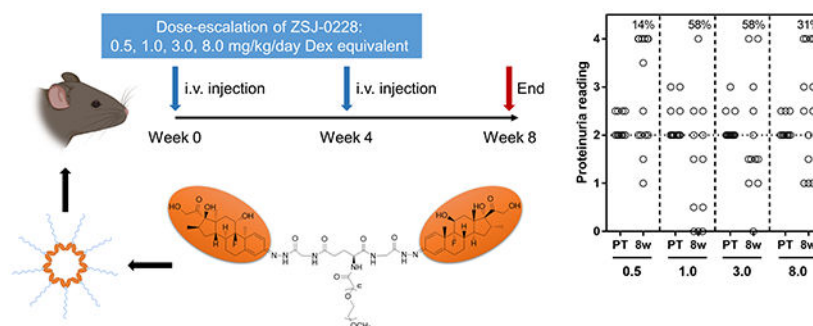 Dose-escalation of ZSJ-0228:
0.5, 1.0, 3.0, 8.0 mg/kg/day Dex equivalent
i.v. injection
i.v. injection
End
Week 0
Week 4
Week 8
HO
O
OH
HO
F
H
H
N
N
H
O
N
H
O
O
N
H
O
N
N
H
NH
O
O
OCH₃
HO
O
OH
F
H
H
14%
58%
58%
31%
Proteinuria reading
4
3
2
1
0
PT 8w PT 8w PT 8w PT 8w
0.5 1.0 3.0 8.0